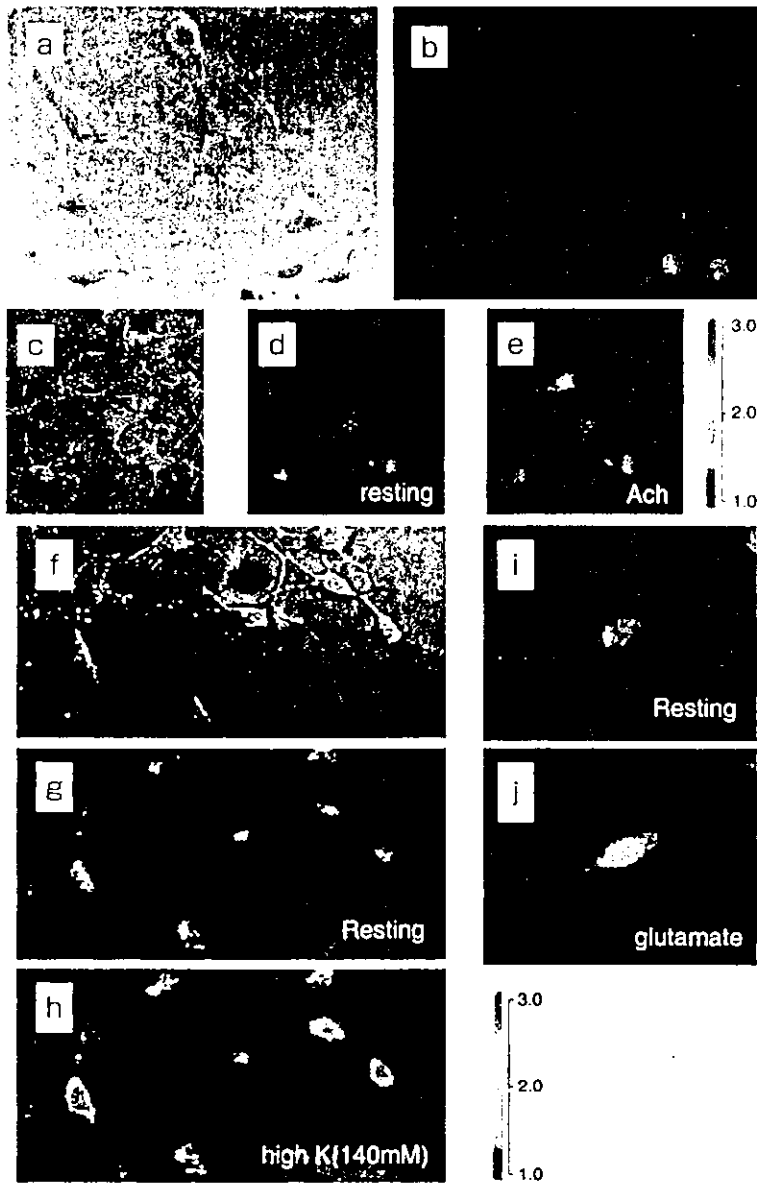 a
b
c
d
resting
e
Ach
3.0
2.0
1.0
f
i
Resting
g
Resting
j
glutamate
h
high K(140mM)
3.0
2.0
1.0